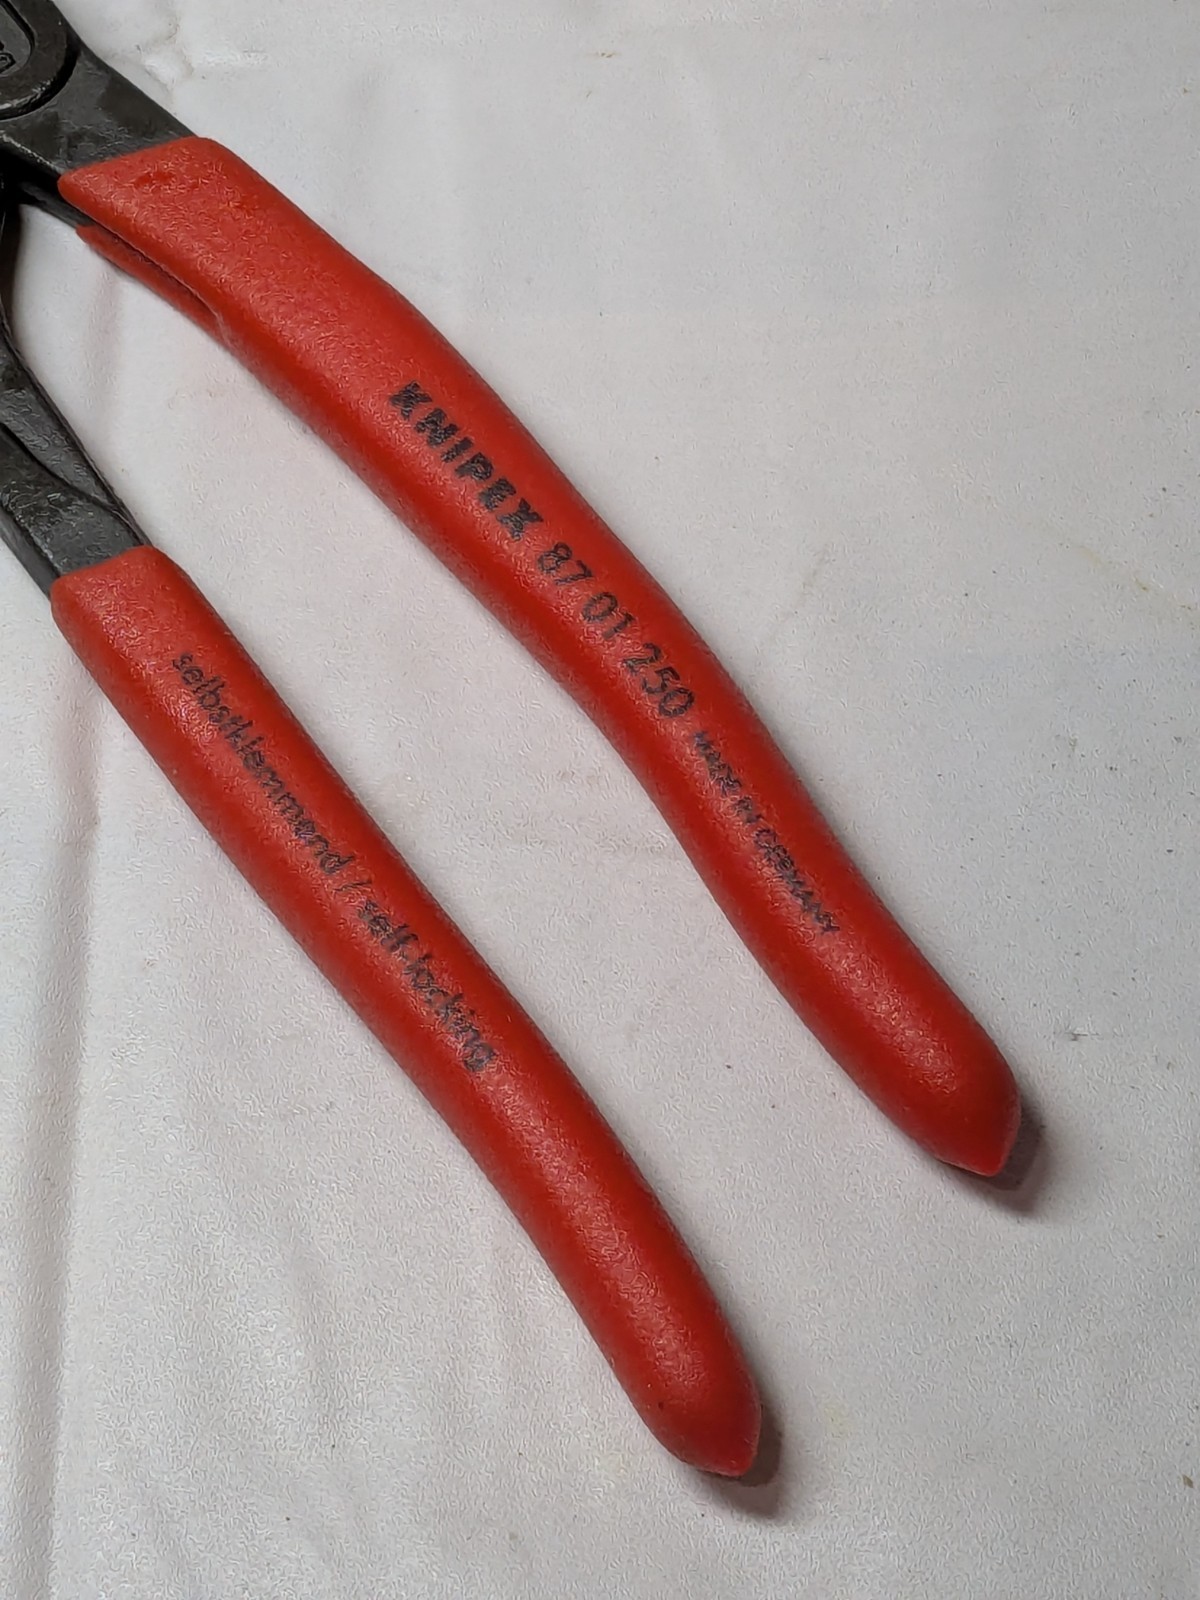 KNIPEX 87 01 250 MADE IN GERMANY
selbstklemmend / self-locking